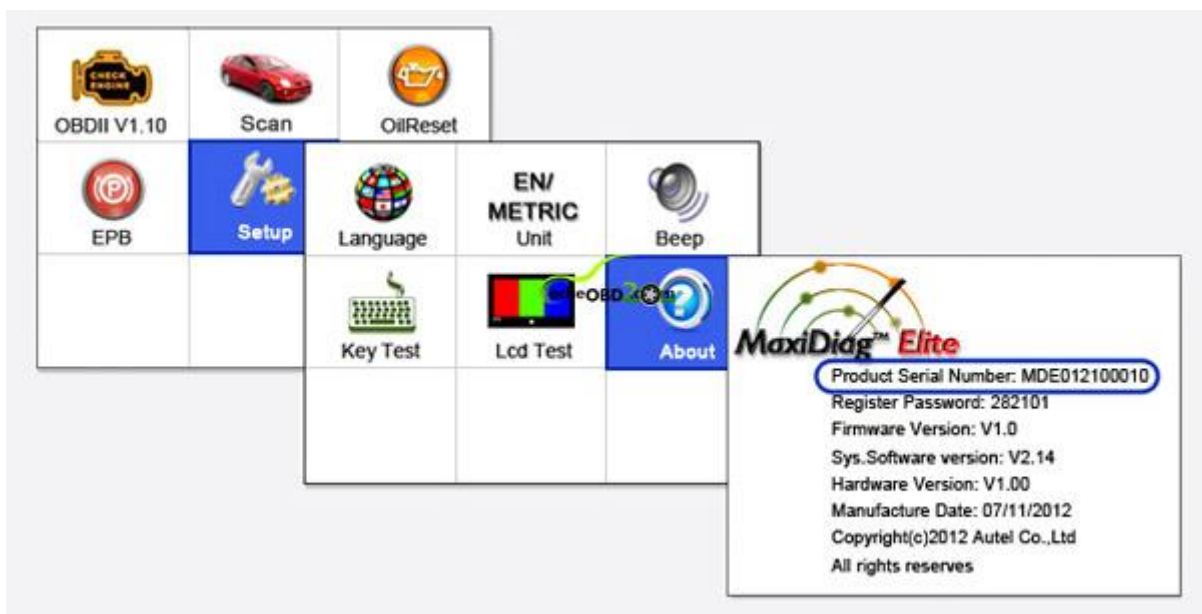 CHECK
ENGINE
OBDII V1.10
Scan
OilReset
P
EPB
Setup
Language
EN/
METRIC
Unit
Beep
Key Test
Lcd Test
About
MaxiDiag™ Elite
Product Serial Number: MDE012100010
Register Password: 282101
Firmware Version: V1.0
Sys.Software version: V2.14
Hardware Version: V1.00
Manufacture Date: 07/11/2012
Copyright(c)2012 Autel Co.,Ltd
All rights reserves